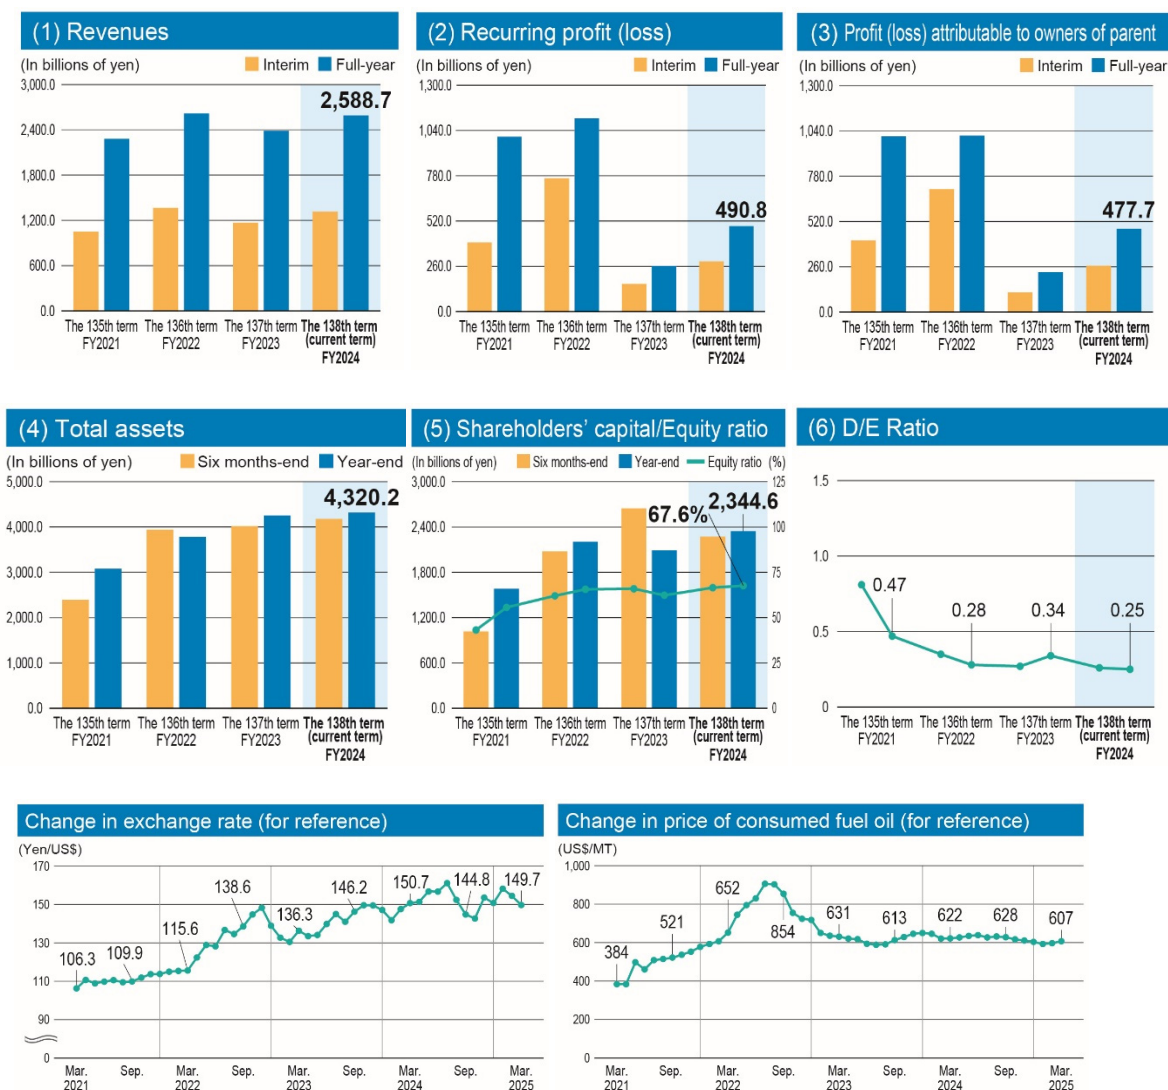 (1) Revenues
(In billions of yen)
Interim
Full-year
3,000.0
2,400.0
1,800.0
1,200.0
600.0
0.0
2,588.7
The 135th term
FY2021
The 136th term
FY2022
The 137th term
FY2023
The 138th term
(current term)
FY2024
(2) Recurring profit (loss)
(In billions of yen)
Interim
Full-year
1,300.0
1,040.0
780.0
520.0
260.0
0.0
490.8
The 135th term
FY2021
The 136th term
FY2022
The 137th term
FY2023
The 138th term
(current term)
FY2024
(3) Profit (loss) attributable to owners of parent
(In billions of yen)
Interim
Full-year
1,300.0
1,040.0
780.0
520.0
260.0
0.0
477.7
The 135th term
FY2021
The 136th term
FY2022
The 137th term
FY2023
The 138th term
(current term)
FY2024
(4) Total assets
(In billions of yen)
Six months-end
Year-end
5,000.0
4,000.0
3,000.0
2,000.0
1,000.0
0.0
4,320.2
The 135th term
FY2021
The 136th term
FY2022
The 137th term
FY2023
The 138th term
(current term)
FY2024
(5) Shareholders' capital/Equity ratio
(In billions of yen)
Six months-end
Year-end
Equity ratio
(%)
3,000.0
2,400.0
1,800.0
1,200.0
600.0
0.0
67.6%
2,344.6
125
100
75
50
25
0
The 135th term
FY2021
The 136th term
FY2022
The 137th term
FY2023
The 138th term
(current term)
FY2024
(6) D/E Ratio
1.5
1.0
0.5
0
0.47
0.28
0.34
0.25
The 135th term
FY2021
The 136th term
FY2022
The 137th term
FY2023
The 138th term
(current term)
FY2024
Change in exchange rate (for reference)
(Yen/US$)
170
150
130
110
90
0
106.3
109.9
115.6
138.6
136.3
146.2
150.7
144.8
149.7
Mar.
2021
Sep.
Mar.
2022
Sep.
Mar.
2023
Sep.
Mar.
2024
Sep.
Mar.
2025
Change in price of consumed fuel oil (for reference)
(US$/MT)
1,000
800
600
400
200
0
384
521
652
854
631
613
622
628
607
Mar.
2021
Sep.
Mar.
2022
Sep.
Mar.
2023
Sep.
Mar.
2024
Sep.
Mar.
2025